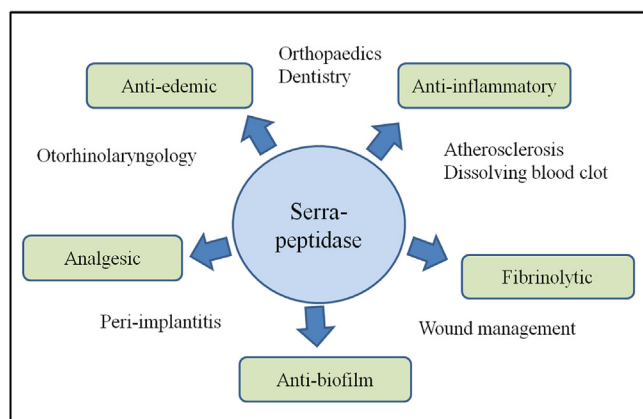 Orthopaedics
Dentistry
Anti-edemic
Anti-inflammatory
Otorhinolaryngology
Atherosclerosis
Dissolving blood clot
Serra-
peptidase
Analgesic
Fibrinolytic
Peri-implantitis
Wound management
Anti-biofilm